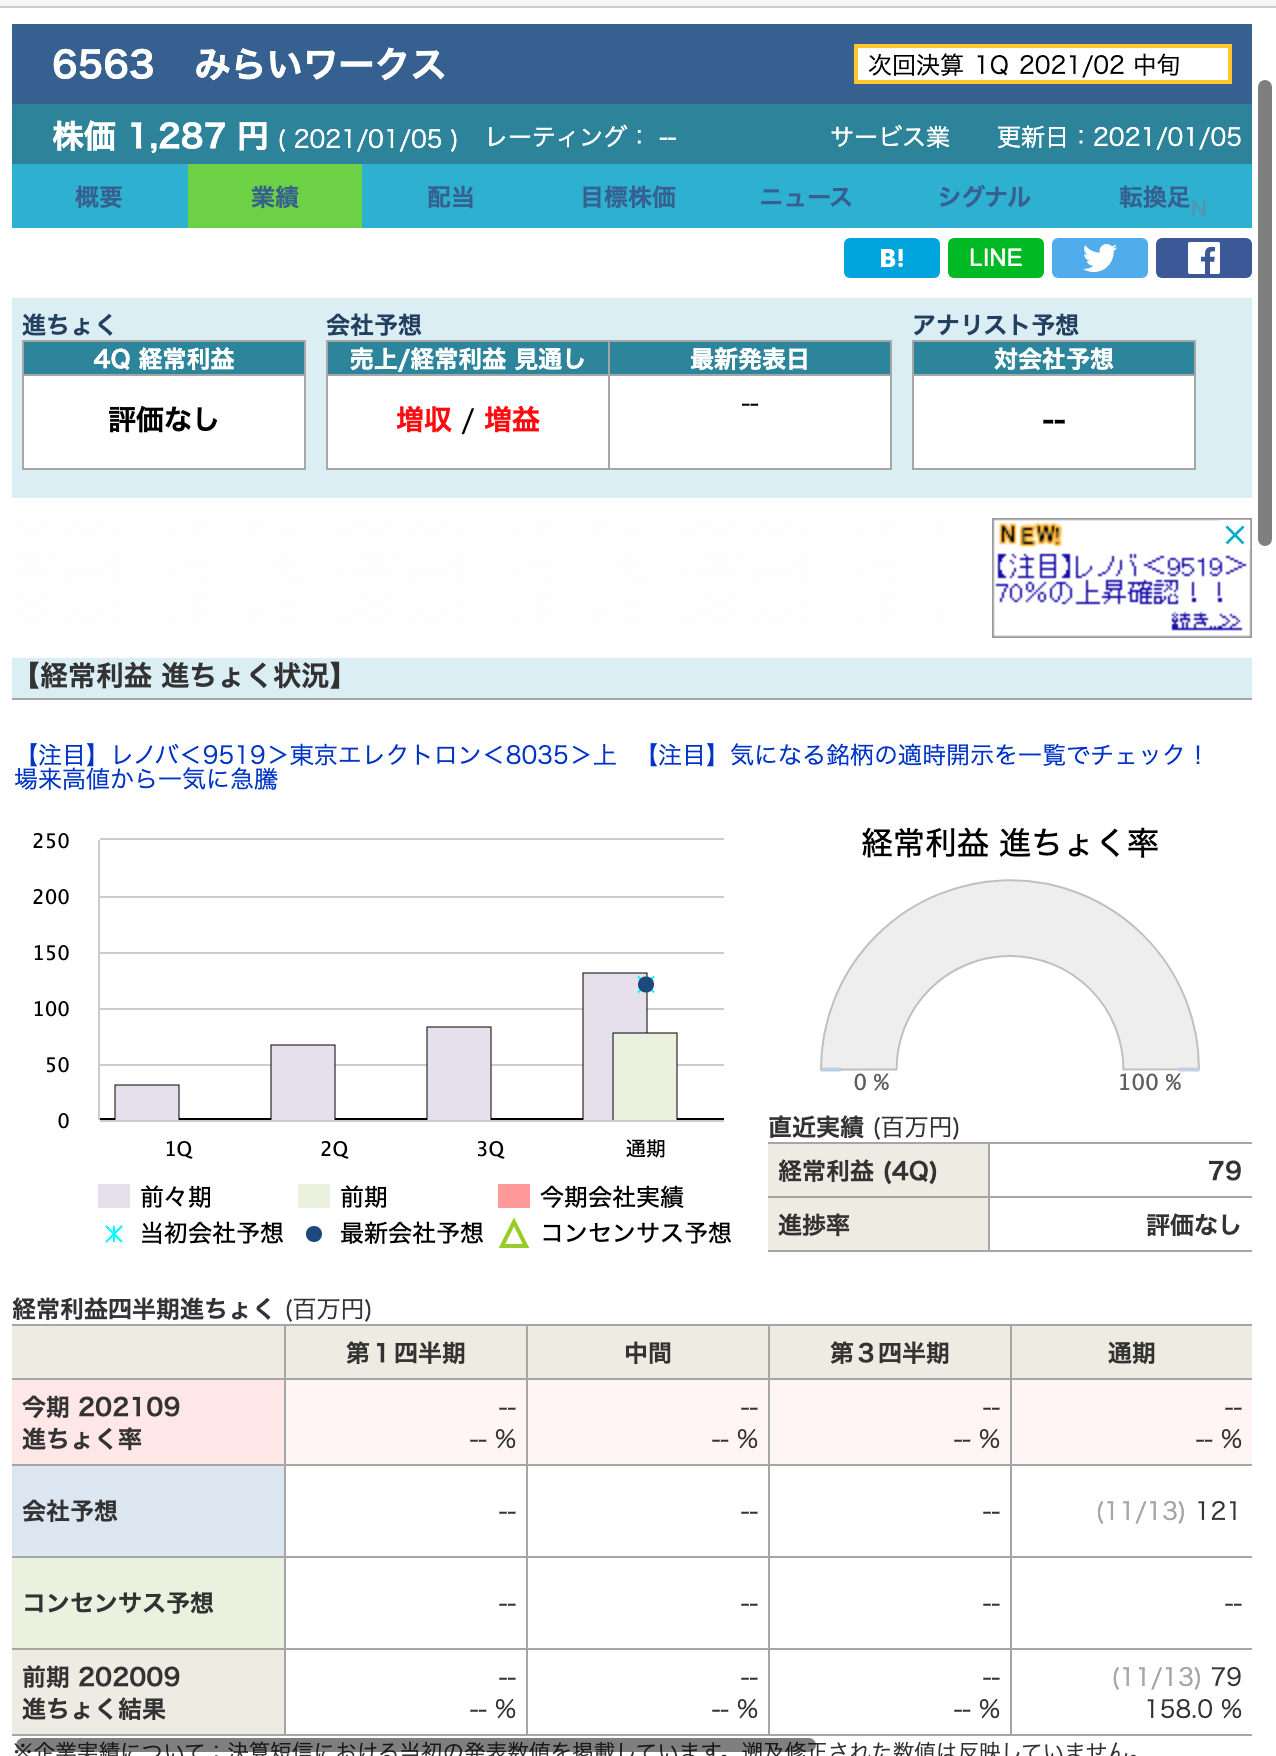 6563　みらいワークス
次回決算 1Q 2021/02 中旬
株価 1,287 円 ( 2021/01/05 )　レーティング： --
サービス業　更新日：2021/01/05
概要　業績　配当　目標株価　ニュース　シグナル　転換足
N
B! LINE
進ちょく　会社予想　アナリスト予想
4Q 経常利益　売上/経常利益 見通し　最新発表日　対会社予想
評価なし　増収 / 増益　--　--
NEW!
【注目】レノバ<9519>
70%の上昇確認！！
続き..>>
【経常利益 進ちょく状況】
【注目】レノバ＜9519＞東京エレクトロン＜8035＞上
場来高値から一気に急騰
【注目】気になる銘柄の適時開示を一覧でチェック！
250
200
150
100
50
0
1Q　2Q　3Q　通期
前々期　前期　今期会社実績
当初会社予想　最新会社予想　コンセンサス予想
経常利益 進ちょく率
0 %　100 %
直近実績 (百万円)
経常利益 (4Q)　79
進捗率　評価なし
経常利益四半期進ちょく (百万円)
第１四半期　中間　第３四半期　通期
今期 202109　--　--　--　--
進ちょく率　-- %　-- %　-- %　-- %
会社予想　--　--　--　(11/13) 121
コンセンサス予想　--　--　--　--
前期 202009　--　--　--　(11/13) 79
進ちょく結果　-- %　-- %　-- %　158.0 %
※企業実績について：決算短信における当初の発表数値を掲載しています。遡及修正された数値は反映していません。